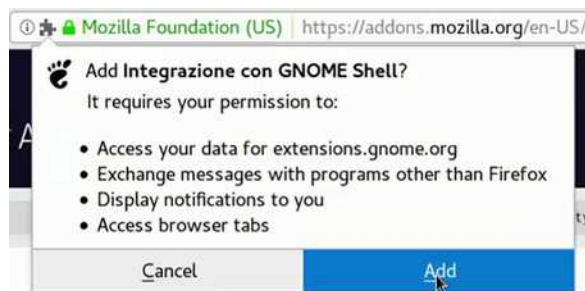 Mozilla Foundation (US) https://addons.mozilla.org/en-US/
Add Integrazione con GNOME Shell?
It requires your permission to:
• Access your data for extensions.gnome.org
• Exchange messages with programs other than Firefox
• Display notifications to you
• Access browser tabs
Cancel Add